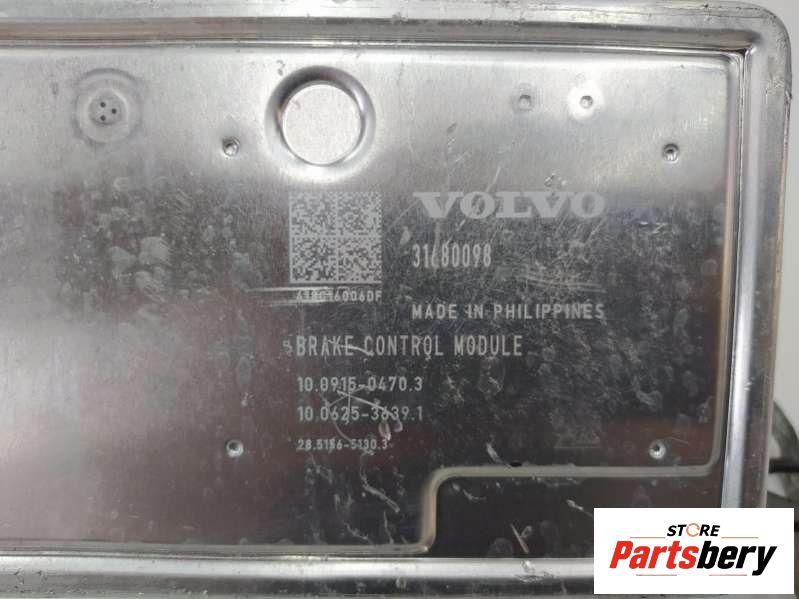 VOLVO
31680098
MADE IN PHILIPPINES
BRAKE CONTROL MODULE
10.0915-0470.3
10.0625-3639.1
28.5156-5130.3
STORE
Partsbery